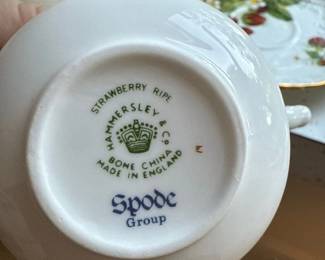 STRAWBERRY RIPE
HAMMERSLEY & Co.
BONE CHINA
MADE IN ENGLAND
Spode
Group